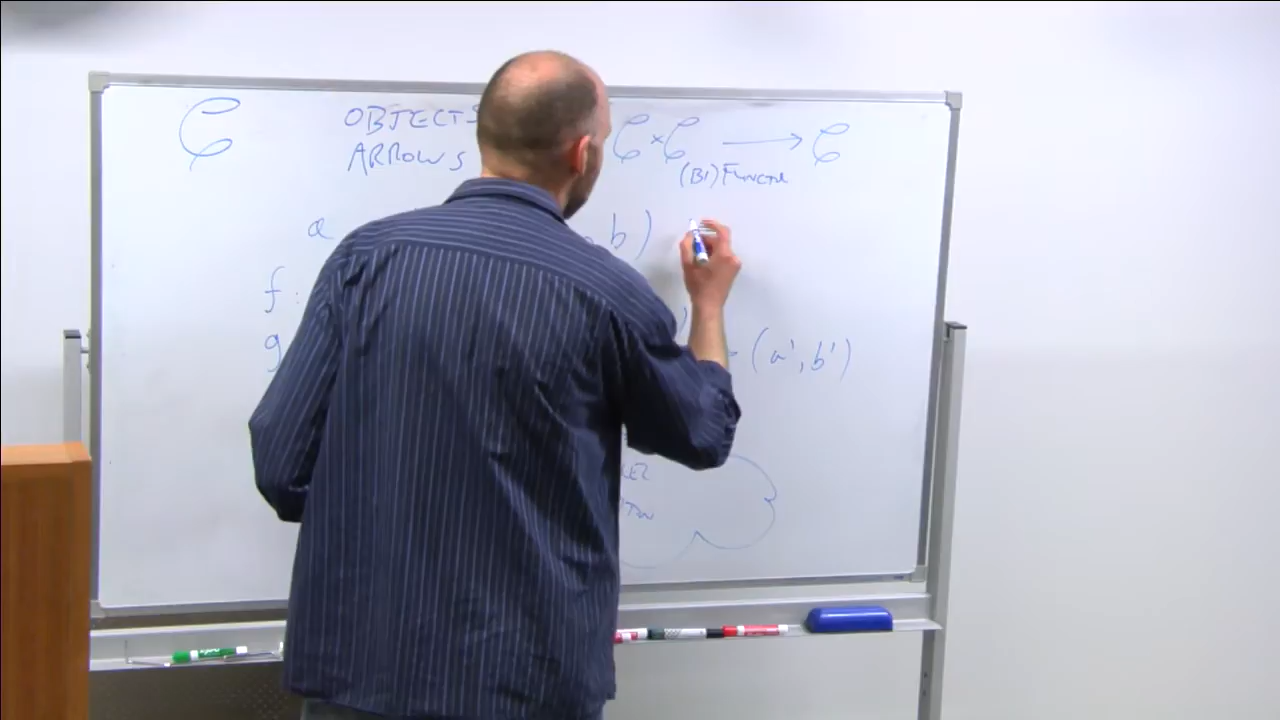 C OBJECTS C × C ⟶ C
ARROWS (BI) FUNCTOR
a , b )
f :
g (a', b')